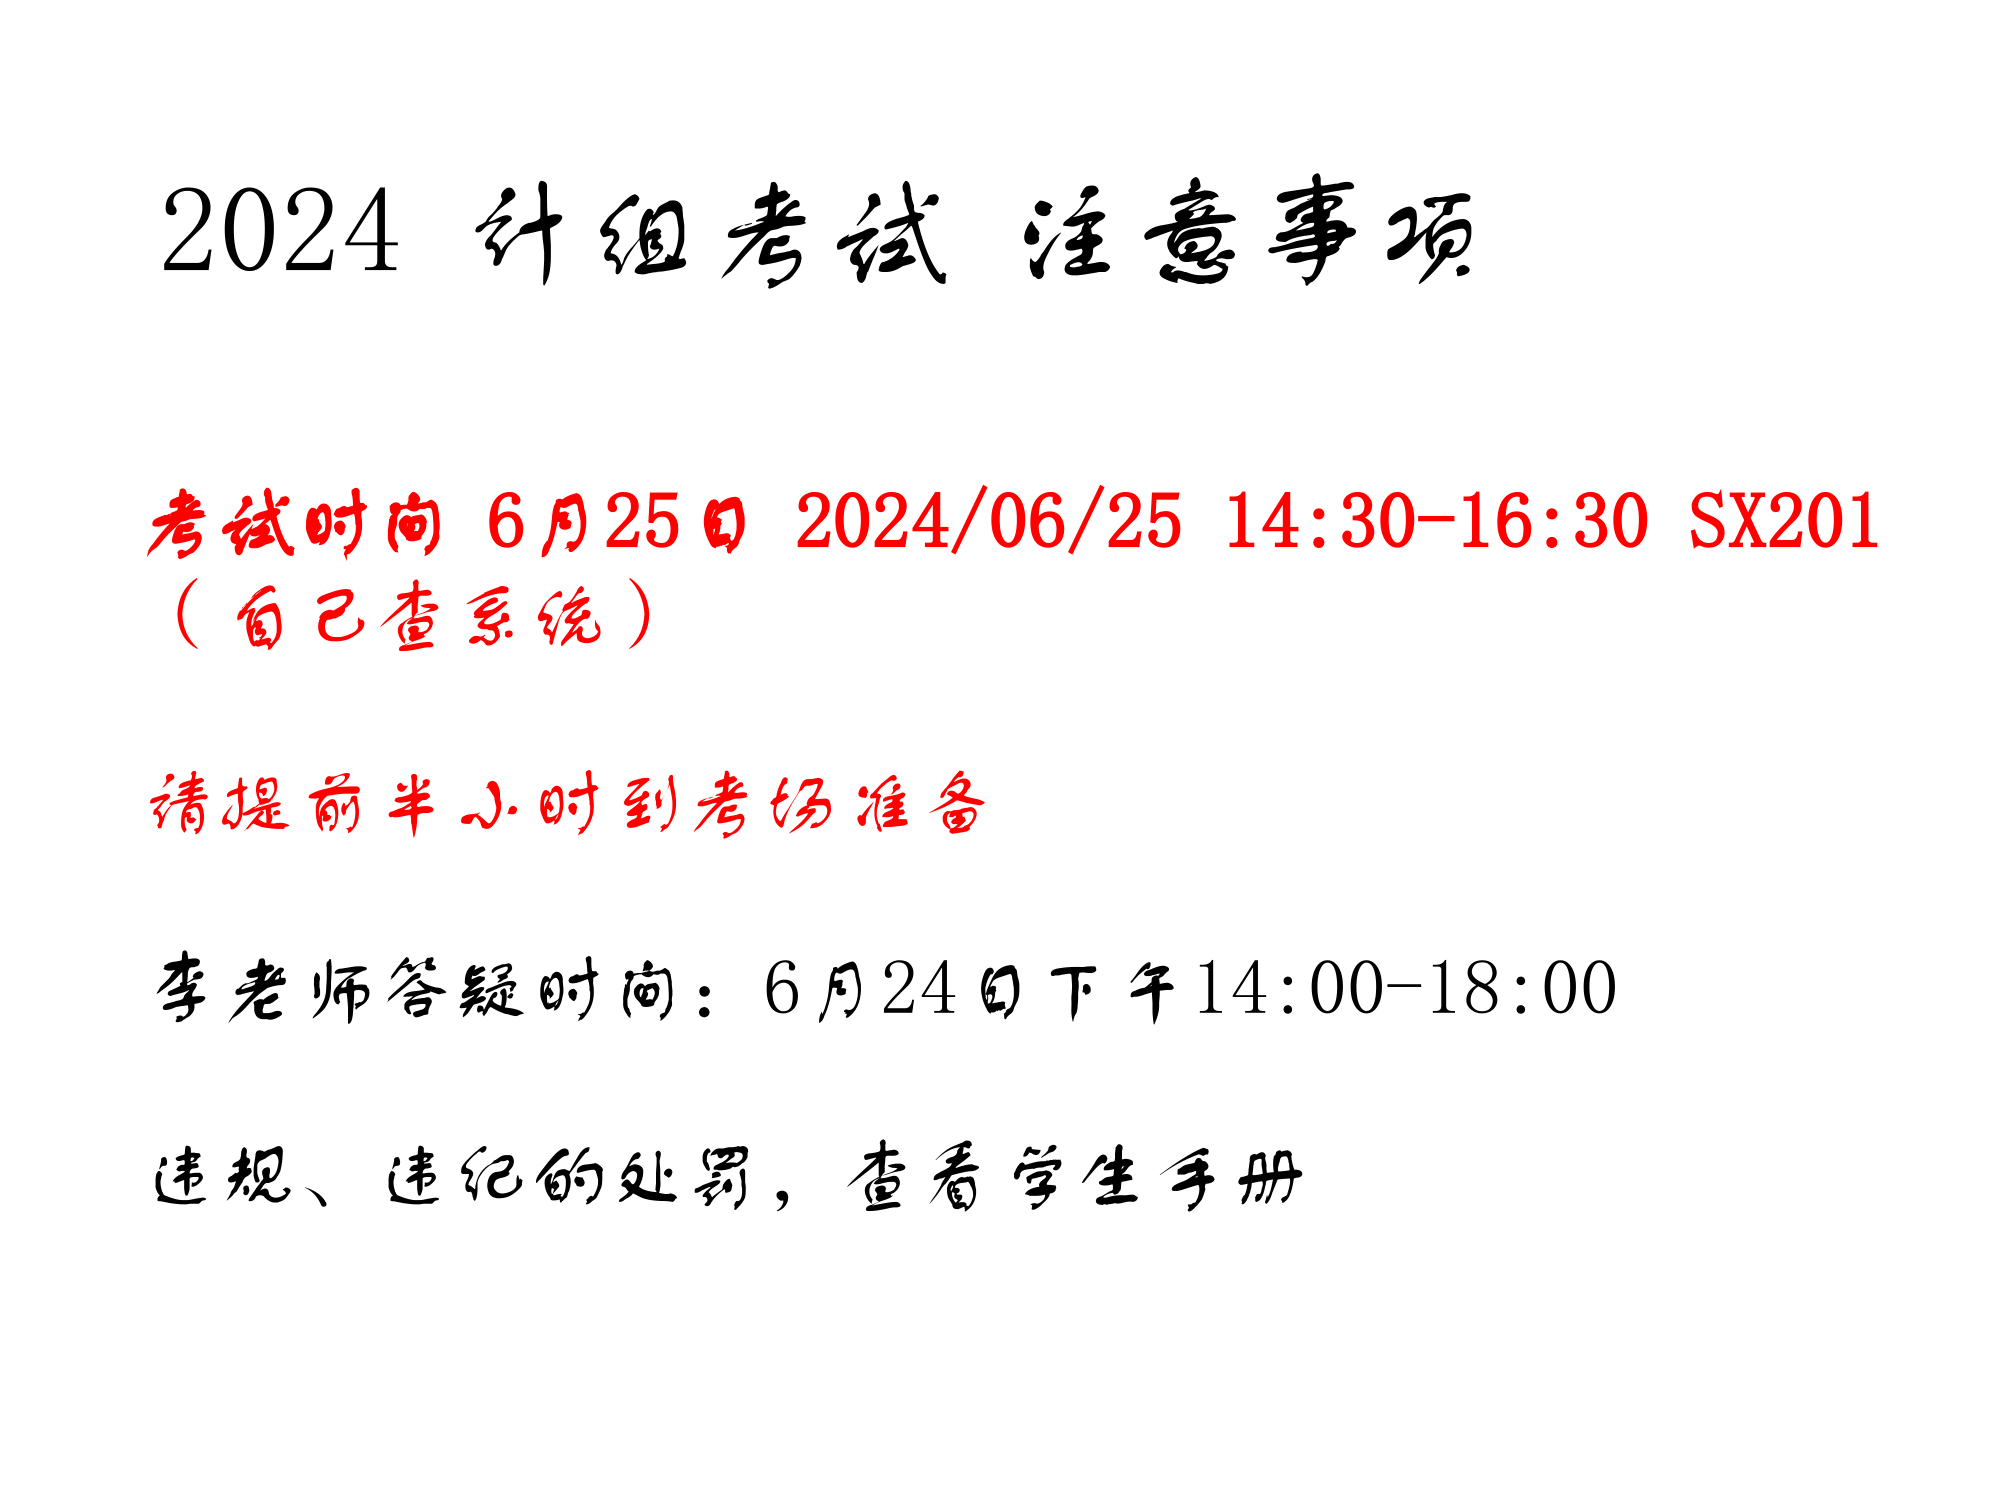 2024 计组考试 注意事项
考试时间 6月25日 2024/06/25 14:30-16:30 SX201
（自己查系统）
请提前半小时到考场准备
李老师答疑时间：6月24日下午14:00-18:00
违规、违纪的处罚，查看学生手册